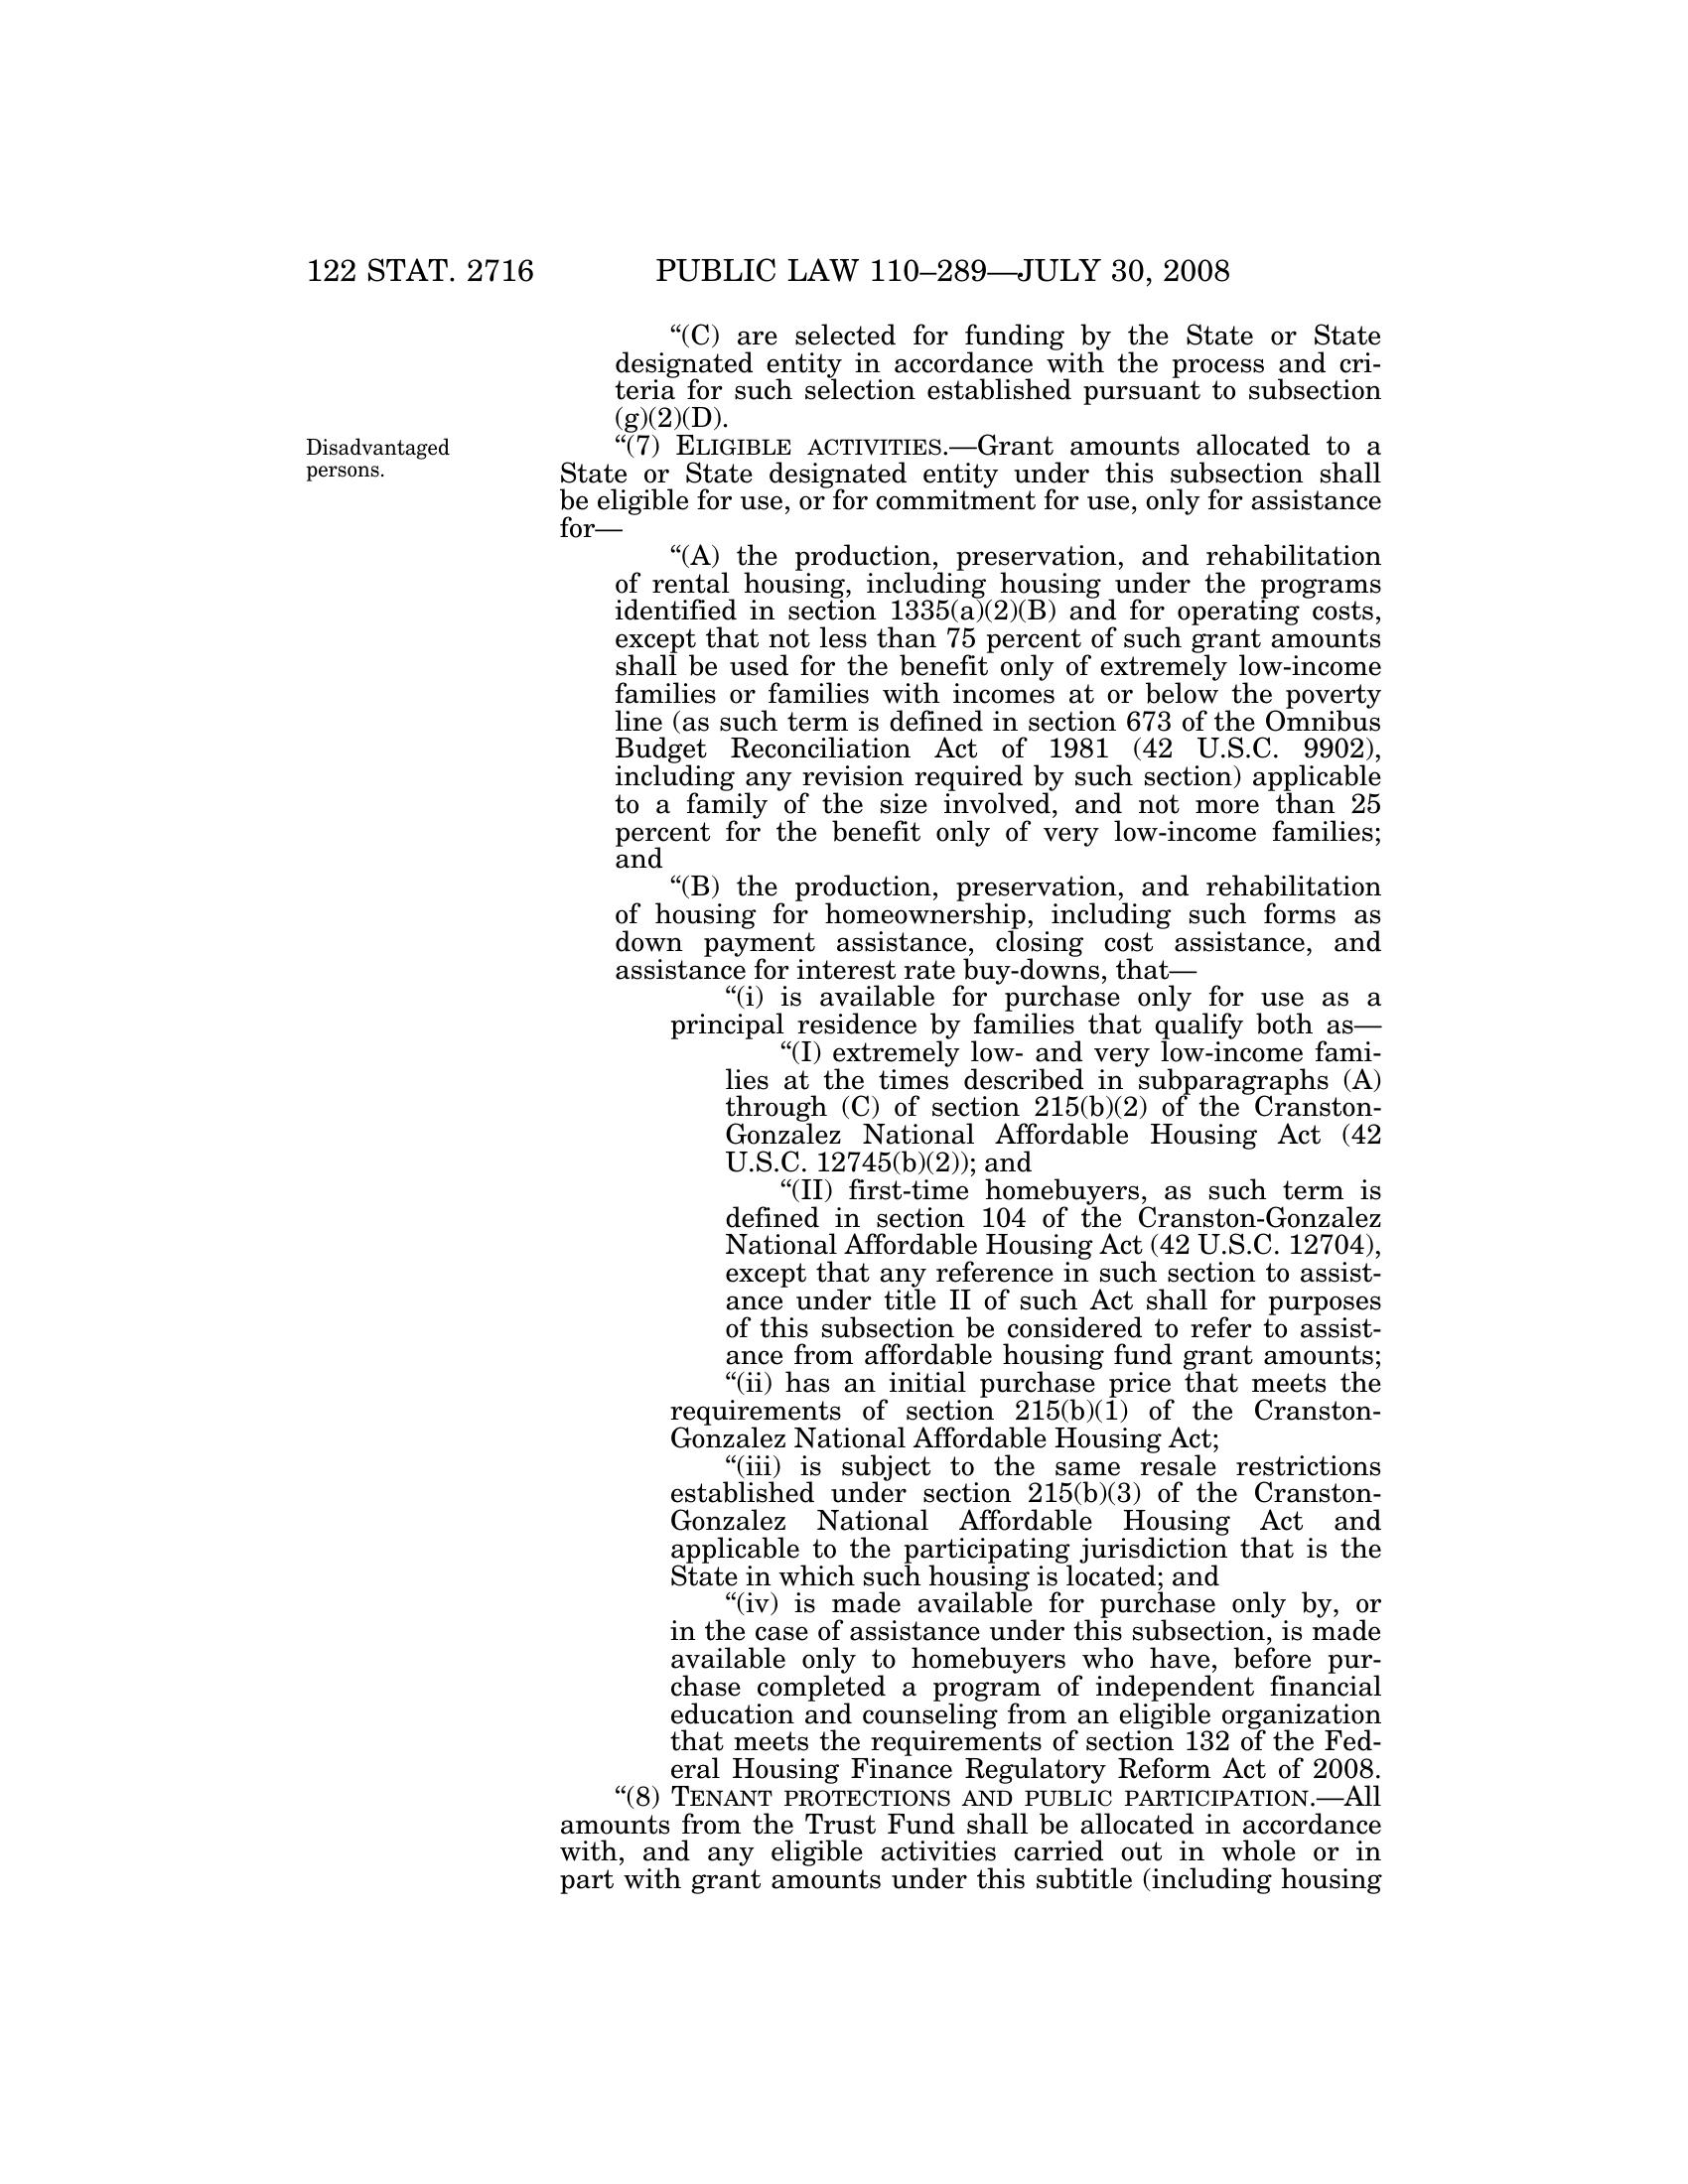 122 STAT. 2716 PUBLIC LAW 110–289—JULY 30, 2008
“(C) are selected for funding by the State or State
designated entity in accordance with the process and cri-
teria for such selection established pursuant to subsection
(g)(2)(D).
Disadvantaged
persons.
“(7) ELIGIBLE ACTIVITIES.—Grant amounts allocated to a
State or State designated entity under this subsection shall
be eligible for use, or for commitment for use, only for assistance
for—
“(A) the production, preservation, and rehabilitation
of rental housing, including housing under the programs
identified in section 1335(a)(2)(B) and for operating costs,
except that not less than 75 percent of such grant amounts
shall be used for the benefit only of extremely low-income
families or families with incomes at or below the poverty
line (as such term is defined in section 673 of the Omnibus
Budget Reconciliation Act of 1981 (42 U.S.C. 9902),
including any revision required by such section) applicable
to a family of the size involved, and not more than 25
percent for the benefit only of very low-income families;
and
“(B) the production, preservation, and rehabilitation
of housing for homeownership, including such forms as
down payment assistance, closing cost assistance, and
assistance for interest rate buy-downs, that—
“(i) is available for purchase only for use as a
principal residence by families that qualify both as—
“(I) extremely low- and very low-income fami-
lies at the times described in subparagraphs (A)
through (C) of section 215(b)(2) of the Cranston-
Gonzalez National Affordable Housing Act (42
U.S.C. 12745(b)(2)); and
“(II) first-time homebuyers, as such term is
defined in section 104 of the Cranston-Gonzalez
National Affordable Housing Act (42 U.S.C. 12704),
except that any reference in such section to assist-
ance under title II of such Act shall for purposes
of this subsection be considered to refer to assist-
ance from affordable housing fund grant amounts;
“(ii) has an initial purchase price that meets the
requirements of section 215(b)(1) of the Cranston-
Gonzalez National Affordable Housing Act;
“(iii) is subject to the same resale restrictions
established under section 215(b)(3) of the Cranston-
Gonzalez National Affordable Housing Act and
applicable to the participating jurisdiction that is the
State in which such housing is located; and
“(iv) is made available for purchase only by, or
in the case of assistance under this subsection, is made
available only to homebuyers who have, before pur-
chase completed a program of independent financial
education and counseling from an eligible organization
that meets the requirements of section 132 of the Fed-
eral Housing Finance Regulatory Reform Act of 2008.
“(8) TENANT PROTECTIONS AND PUBLIC PARTICIPATION.—All
amounts from the Trust Fund shall be allocated in accordance
with, and any eligible activities carried out in whole or in
part with grant amounts under this subtitle (including housing